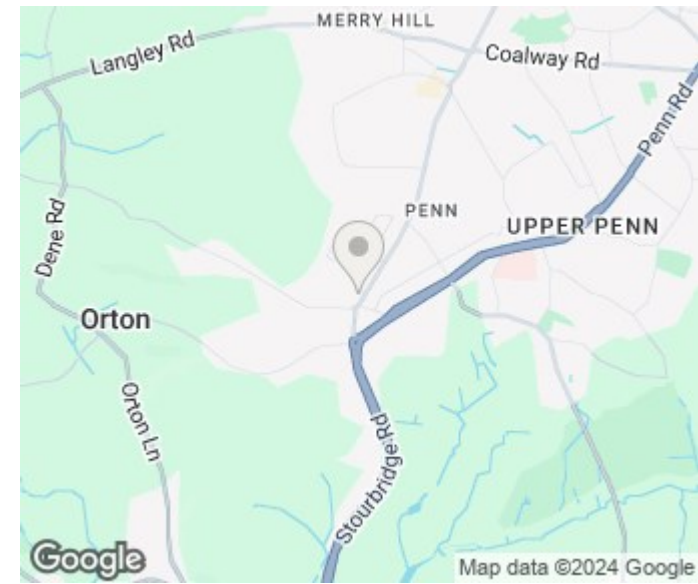 MERRY HILL
Langley Rd
Coalway Rd
Penn Rd
PENN
UPPER PENN
Dene Rd
Orton
Orton Ln
Stourbridge Rd
Google
Map data ©2024 Google